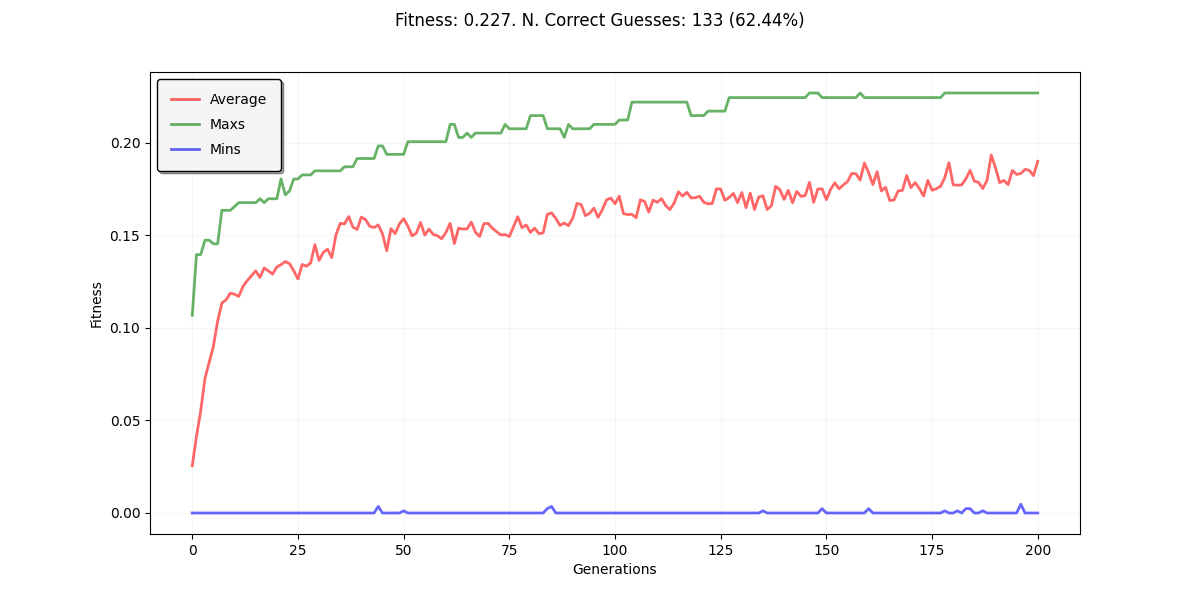 Fitness: 0.227. N. Correct Guesses: 133 (62.44%)
Average
Maxs
Mins
0.20
0.15
0.10
0.05
0.00
Fitness
0 25 50 75 100 125 150 175 200
Generations